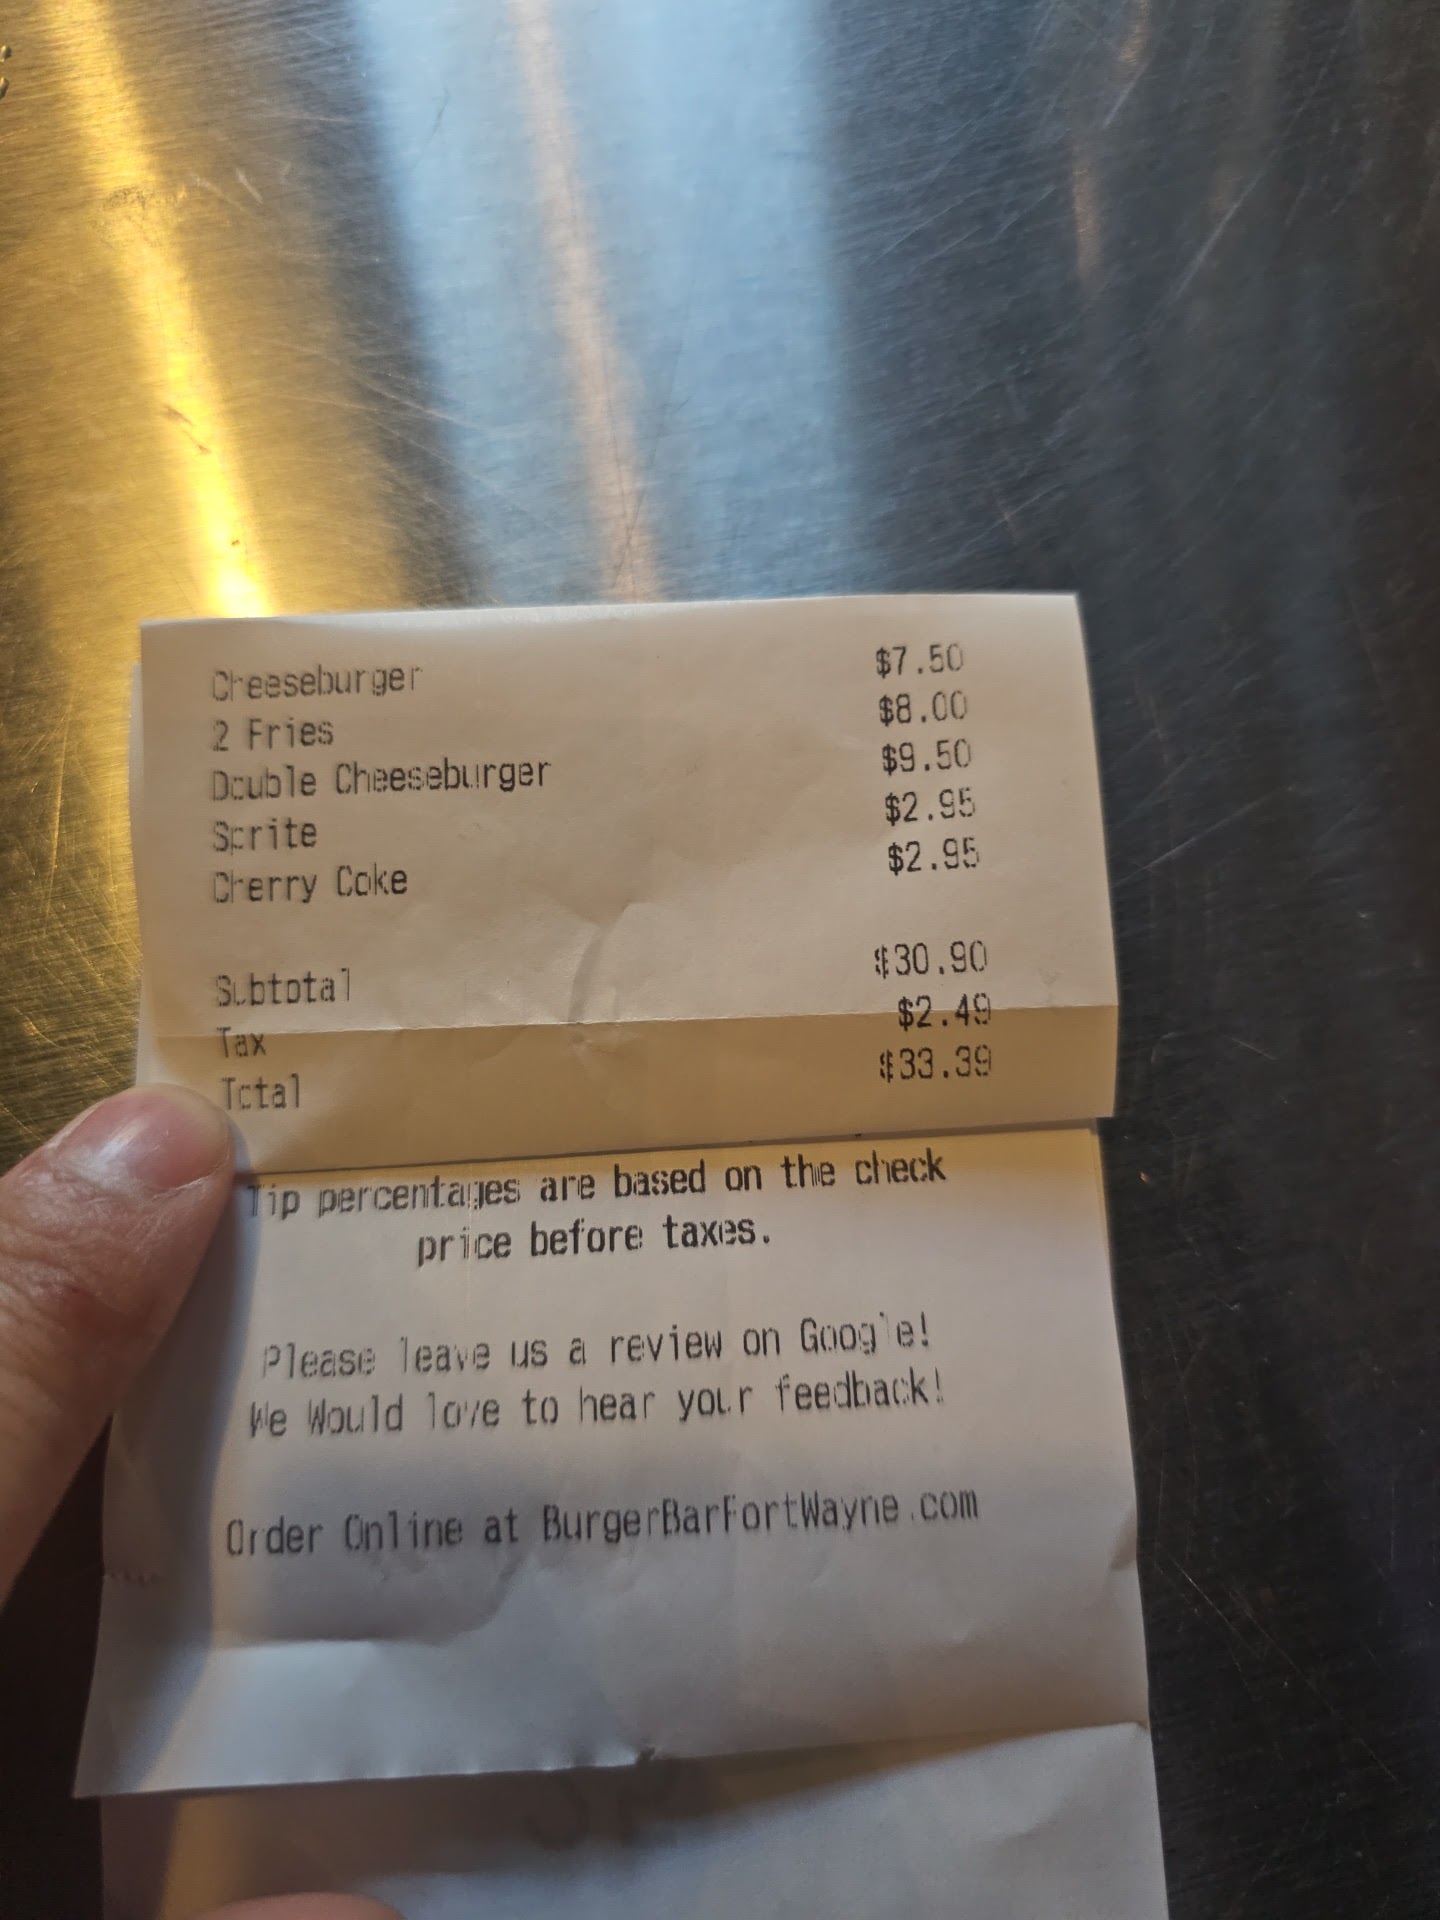 Cheeseburger $7.50
2 Fries $8.00
Double Cheeseburger $9.50
Sprite $2.95
Cherry Coke $2.95
Subtotal $30.90
Tax $2.49
Total $33.39
Tip percentages are based on the check
price before taxes.
Please leave us a review on Google!
We Would love to hear your feedback!
Order Online at BurgerBarFortWayne.com